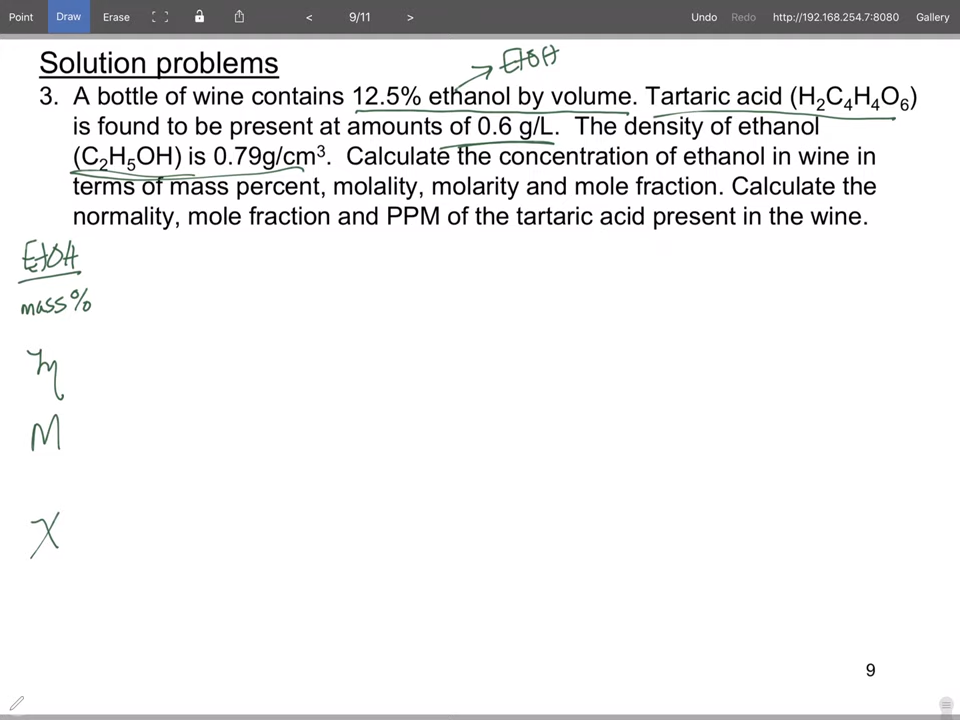 Point Draw Erase < 9/11 > Undo Redo http://192.168.254.7:8080 Gallery
Solution problems
EtOH
3. A bottle of wine contains 12.5% ethanol by volume. Tartaric acid (H₂C₄H₄O₆)
is found to be present at amounts of 0.6 g/L. The density of ethanol
(C₂H₅OH) is 0.79g/cm³. Calculate the concentration of ethanol in wine in
terms of mass percent, molality, molarity and mole fraction. Calculate the
normality, mole fraction and PPM of the tartaric acid present in the wine.
EtOH
mass %
m
M
X
9